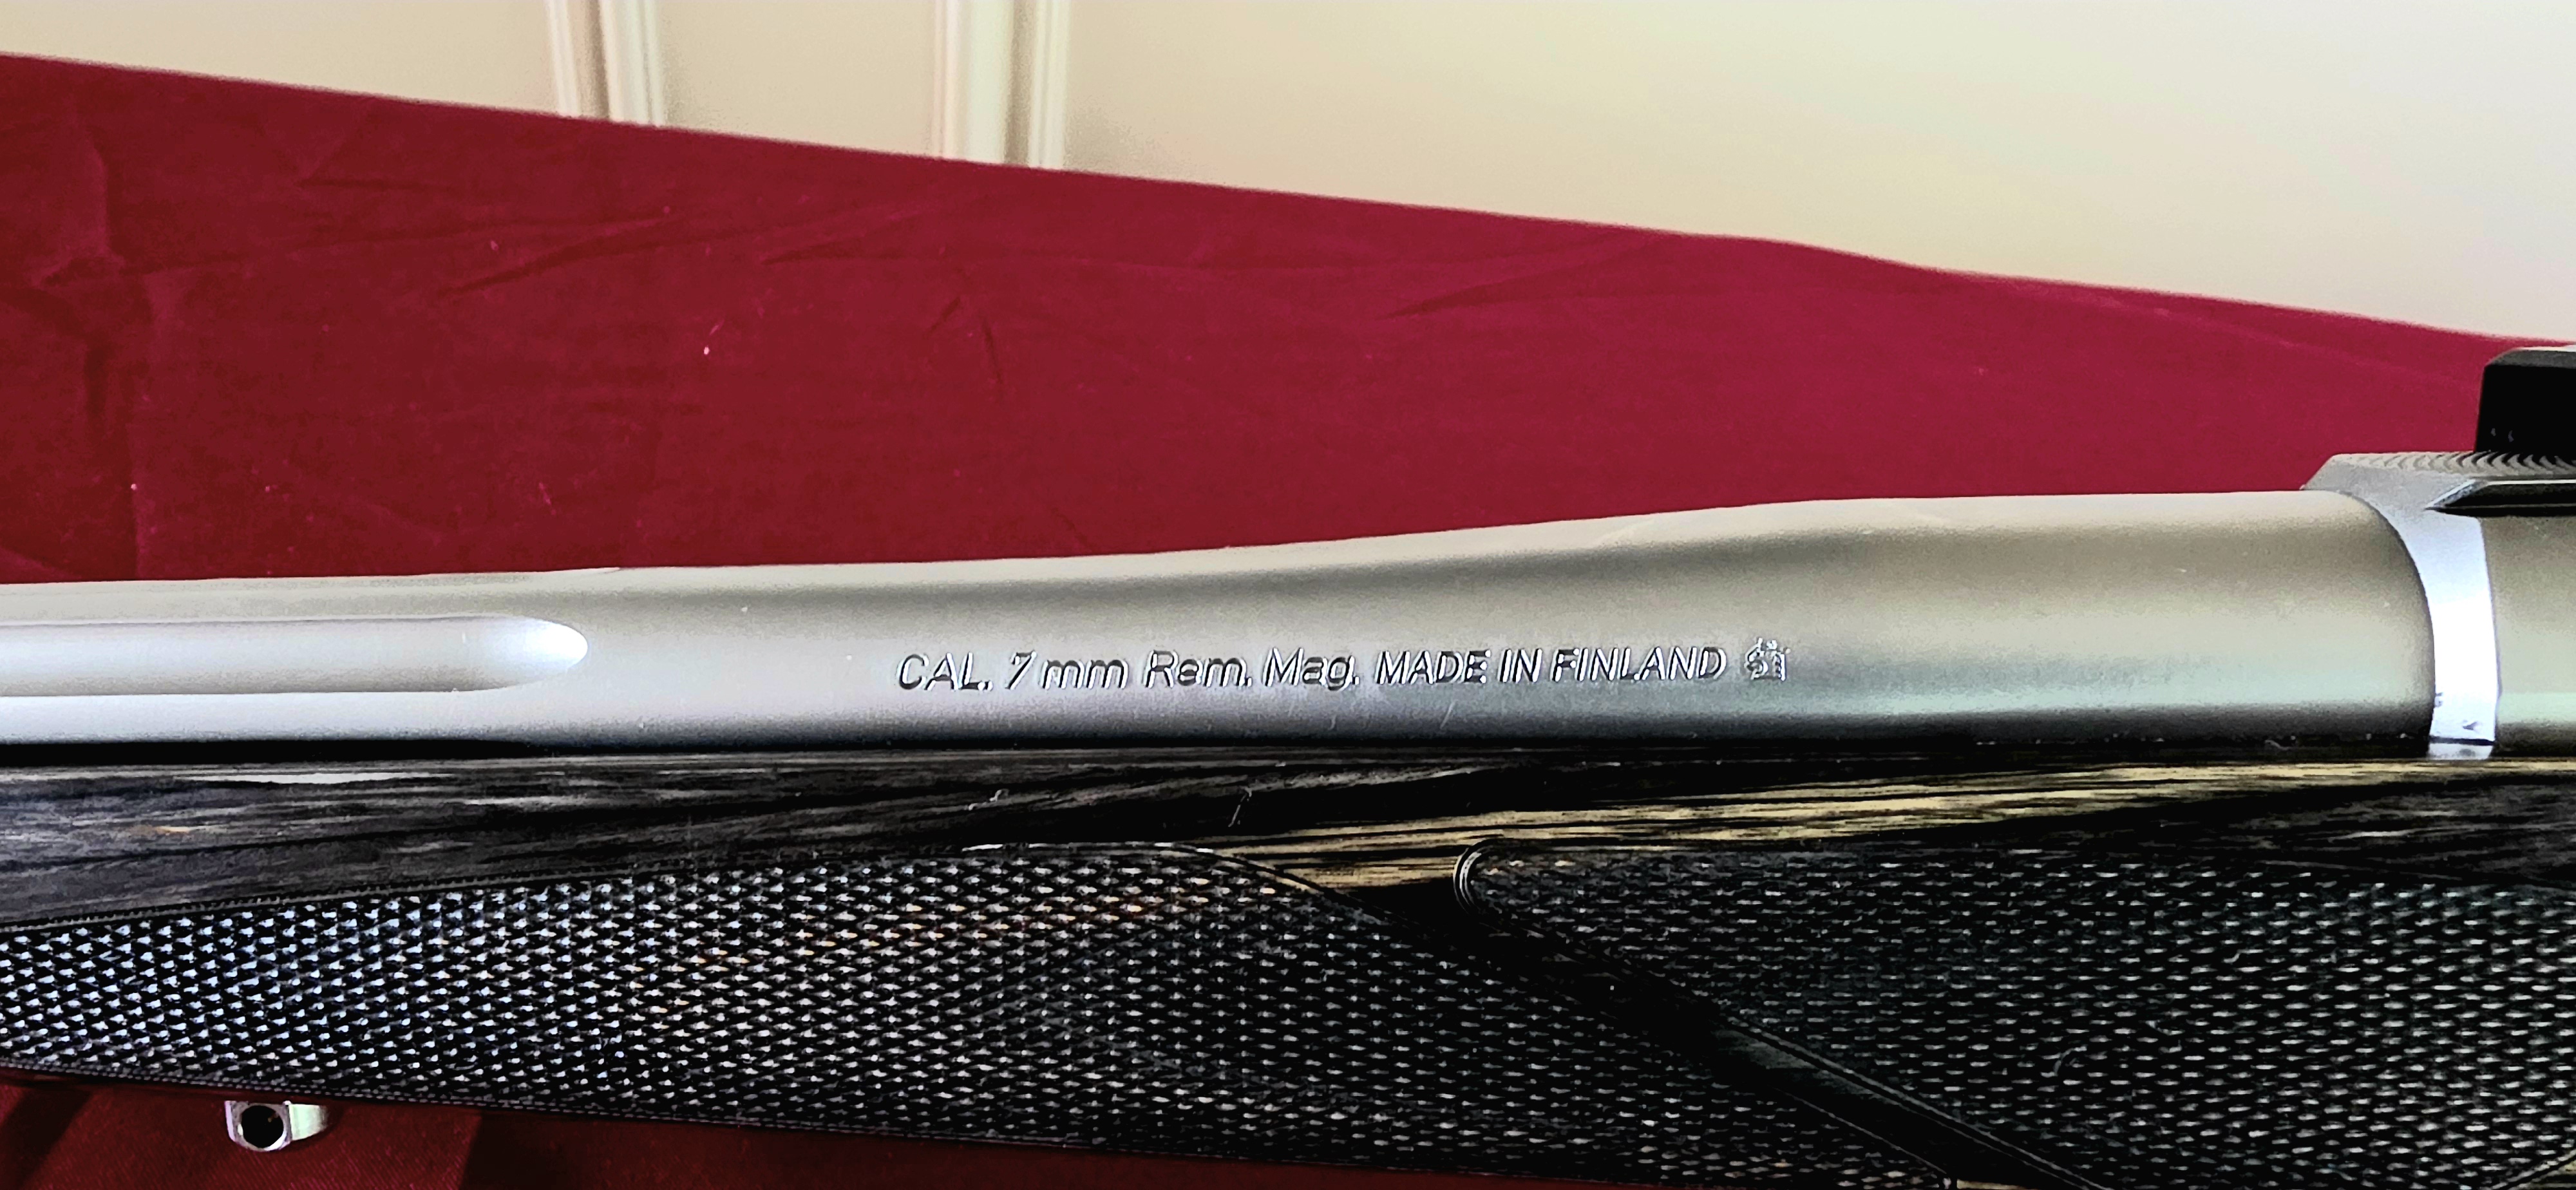 CAL. 7 mm Rem. Mag. MADE IN FINLAND